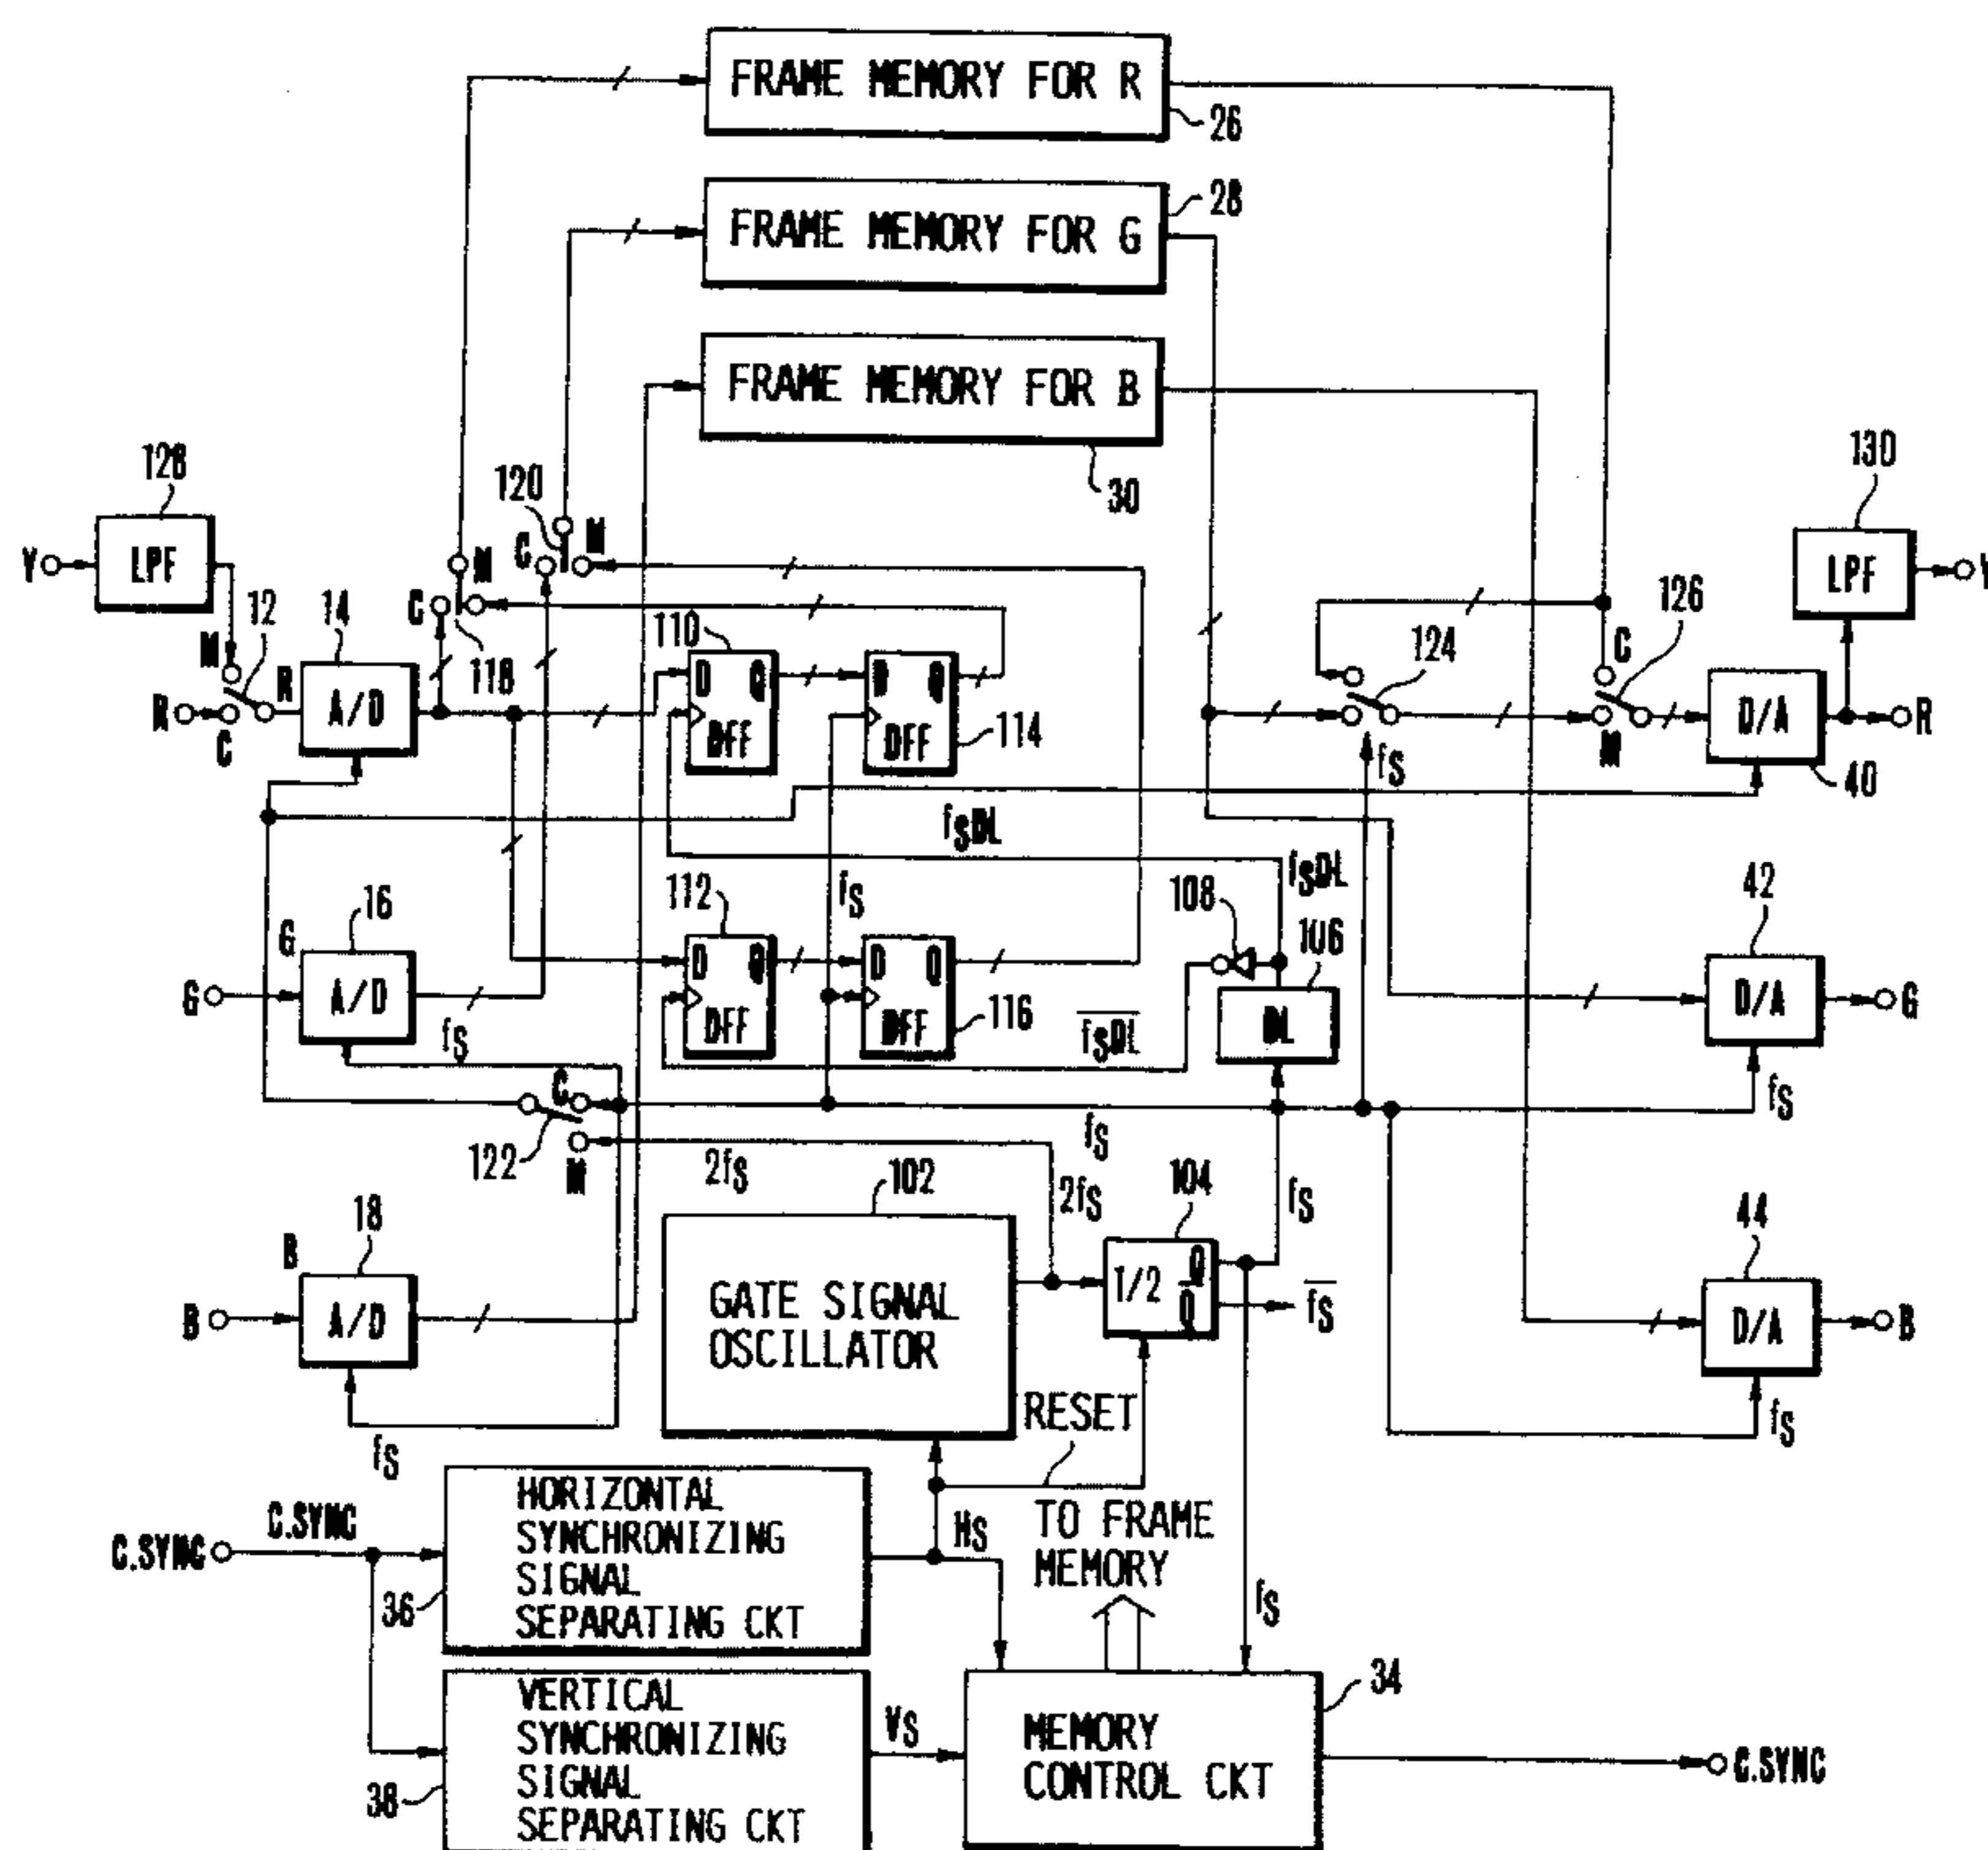 FRAME MEMORY FOR R
26
FRAME MEMORY FOR G
28
FRAME MEMORY FOR B
30
128
LPF
Y
M
12
R
C
R
14
A/D
118
C
M
120
C
M
110
D Q
DFF
D Q
DFF
114
fSDL
124
fS
126
C
M
D/A
40
R
130
LPF
Y
16
G
G
A/D
fS
112
D Q
DFF
fS
D Q
DFF
116
108
fSDL
106
DL
f̅S̅D̅L̅
42
D/A
G
fS
C
122
M
2fS
fS
18
B
B
A/D
fS
102
GATE SIGNAL
OSCILLATOR
2fS
104
1/2
Q
Q̅
fS
f̅S̅
44
D/A
B
fS
RESET
C.SYNC
C.SYNC
36
HORIZONTAL
SYNCHRONIZING
SIGNAL
SEPARATING CKT
HS
TO FRAME
MEMORY
fS
38
VERTICAL
SYNCHRONIZING
SIGNAL
SEPARATING CKT
VS
MEMORY
CONTROL CKT
34
C.SYNC